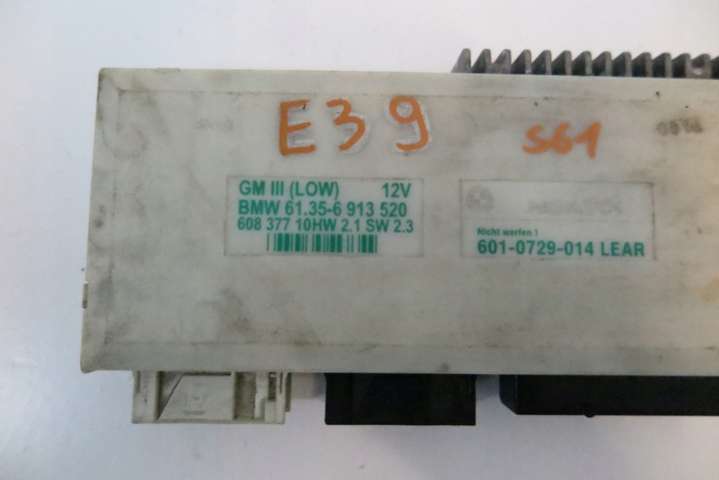 E39
S61
GM III (LOW) 12V
BMW 61.35-6 913 520
608 377 10HW 2.1 SW 2.3
Nicht werfen !
601-0729-014 LEAR